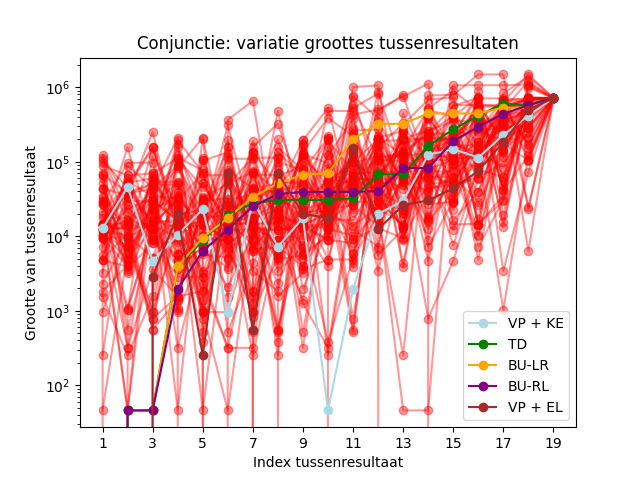 Conjunctie: variatie groottes tussenresultaten
Grootte van tussenresultaat
10^6
10^5
10^4
10^3
10^2
1 3 5 7 9 11 13 15 17 19
Index tussenresultaat
VP + KE
TD
BU-LR
BU-RL
VP + EL